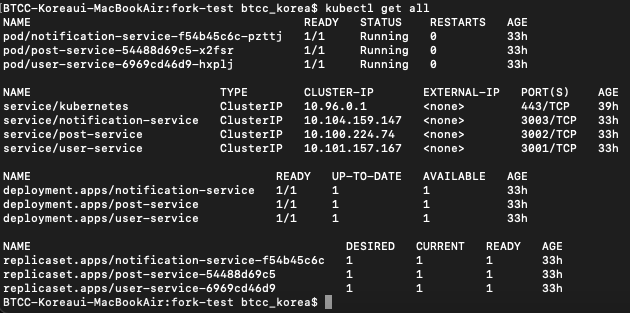 BTCC-Koreaui-MacBookAir:fork-test btcc_korea$ kubectl get all
NAME READY STATUS RESTARTS AGE
pod/notification-service-f54b45c6c-pzttj 1/1 Running 0 33h
pod/post-service-54488d69c5-x2fsr 1/1 Running 0 33h
pod/user-service-6969cd46d9-hxplj 1/1 Running 0 33h
NAME TYPE CLUSTER-IP EXTERNAL-IP PORT(S) AGE
service/kubernetes ClusterIP 10.96.0.1 <none> 443/TCP 39h
service/notification-service ClusterIP 10.104.159.147 <none> 3003/TCP 33h
service/post-service ClusterIP 10.100.224.74 <none> 3002/TCP 33h
service/user-service ClusterIP 10.101.157.167 <none> 3001/TCP 33h
NAME READY UP-TO-DATE AVAILABLE AGE
deployment.apps/notification-service 1/1 1 1 33h
deployment.apps/post-service 1/1 1 1 33h
deployment.apps/user-service 1/1 1 1 33h
NAME DESIRED CURRENT READY AGE
replicaset.apps/notification-service-f54b45c6c 1 1 1 33h
replicaset.apps/post-service-54488d69c5 1 1 1 33h
replicaset.apps/user-service-6969cd46d9 1 1 1 33h
BTCC-Koreaui-MacBookAir:fork-test btcc_korea$